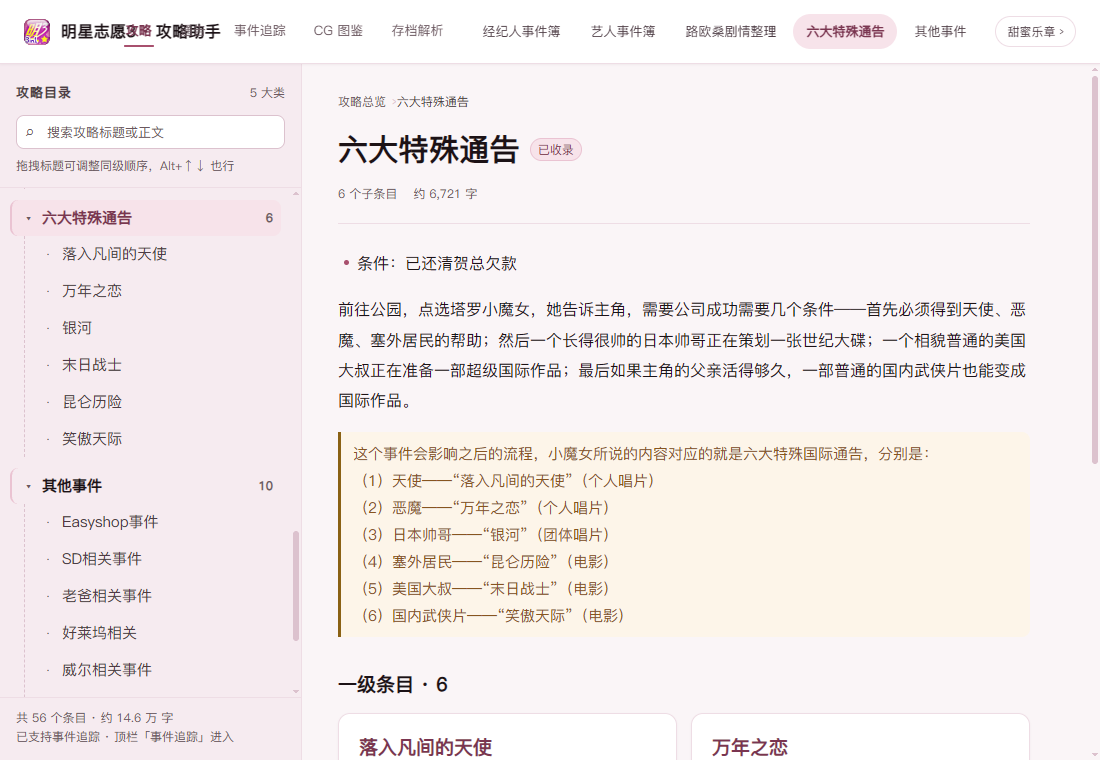 明星志愿3 攻略助手
攻略
事件追踪
CG 图鉴
存档解析
经纪人事件簿
艺人事件簿
路欧燊剧情整理
六大特殊通告
其他事件
甜蜜乐章 ›
攻略目录
5 大类
搜索攻略标题或正文
拖拽标题可调整同级顺序，Alt+↑↓ 也行
六大特殊通告
6
落入凡间的天使
万年之恋
银河
末日战士
昆仑历险
笑傲天际
其他事件
10
Easyshop事件
SD相关事件
老爸相关事件
好莱坞相关
威尔相关事件
共 56 个条目 · 约 14.6 万 字
已支持事件追踪 · 顶栏「事件追踪」进入
攻略总览 ›六大特殊通告
六大特殊通告
已收录
6 个子条目 约 6,721 字
• 条件：已还清贺总欠款
前往公园，点选塔罗小魔女，她告诉主角，需要公司成功需要几个条件——首先必须得到天使、恶
魔、塞外居民的帮助；然后一个长得很帅的日本帅哥正在策划一张世纪大碟；一个相貌普通的美国
大叔正在准备一部超级国际作品；最后如果主角的父亲活得够久，一部普通的国内武侠片也能变成
国际作品。
这个事件会影响之后的流程，小魔女所说的内容对应的就是六大特殊国际通告，分别是：
（1）天使——“落入凡间的天使”（个人唱片）
（2）恶魔——“万年之恋”（个人唱片）
（3）日本帅哥——“银河”（团体唱片）
（4）塞外居民——“昆仑历险”（电影）
（5）美国大叔——“末日战士”（电影）
（6）国内武侠片——“笑傲天际”（电影）
一级条目 · 6
落入凡间的天使
万年之恋